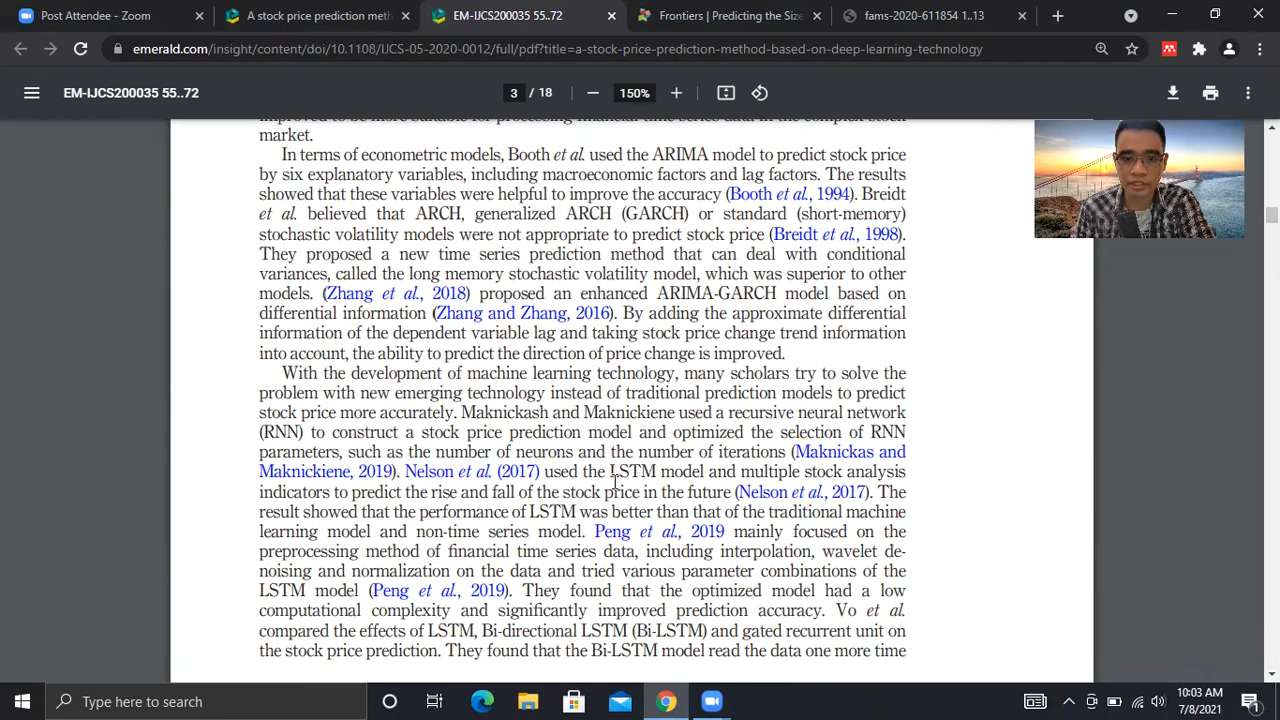 Post Attendee - Zoom
A stock price prediction meth
EM-IJCS200035 55..72
Frontiers | Predicting the Size
fams-2020-611854 1..13
emerald.com/insight/content/doi/10.1108/IJCS-05-2020-0012/full/pdf?title=a-stock-price-prediction-method-based-on-deep-learning-technology
EM-IJCS200035 55..72
3 / 18
150%
improved to be more suitable for processing financial time series data in the complex stock
market.
In terms of econometric models, Booth et al. used the ARIMA model to predict stock price
by six explanatory variables, including macroeconomic factors and lag factors. The results
showed that these variables were helpful to improve the accuracy (Booth et al., 1994). Breidt
et al. believed that ARCH, generalized ARCH (GARCH) or standard (short-memory)
stochastic volatility models were not appropriate to predict stock price (Breidt et al., 1998).
They proposed a new time series prediction method that can deal with conditional
variances, called the long memory stochastic volatility model, which was superior to other
models. (Zhang et al., 2018) proposed an enhanced ARIMA-GARCH model based on
differential information (Zhang and Zhang, 2016). By adding the approximate differential
information of the dependent variable lag and taking stock price change trend information
into account, the ability to predict the direction of price change is improved.
With the development of machine learning technology, many scholars try to solve the
problem with new emerging technology instead of traditional prediction models to predict
stock price more accurately. Maknickash and Maknickiene used a recursive neural network
(RNN) to construct a stock price prediction model and optimized the selection of RNN
parameters, such as the number of neurons and the number of iterations (Maknickas and
Maknickiene, 2019). Nelson et al. (2017) used the LSTM model and multiple stock analysis
indicators to predict the rise and fall of the stock price in the future (Nelson et al., 2017). The
result showed that the performance of LSTM was better than that of the traditional machine
learning model and non-time series model. Peng et al., 2019 mainly focused on the
preprocessing method of financial time series data, including interpolation, wavelet de-
noising and normalization on the data and tried various parameter combinations of the
LSTM model (Peng et al., 2019). They found that the optimized model had a low
computational complexity and significantly improved prediction accuracy. Vo et al.
compared the effects of LSTM, Bi-directional LSTM (Bi-LSTM) and gated recurrent unit on
the stock price prediction. They found that the Bi-LSTM model read the data one more time
Type here to search
10:03 AM
7/8/2021